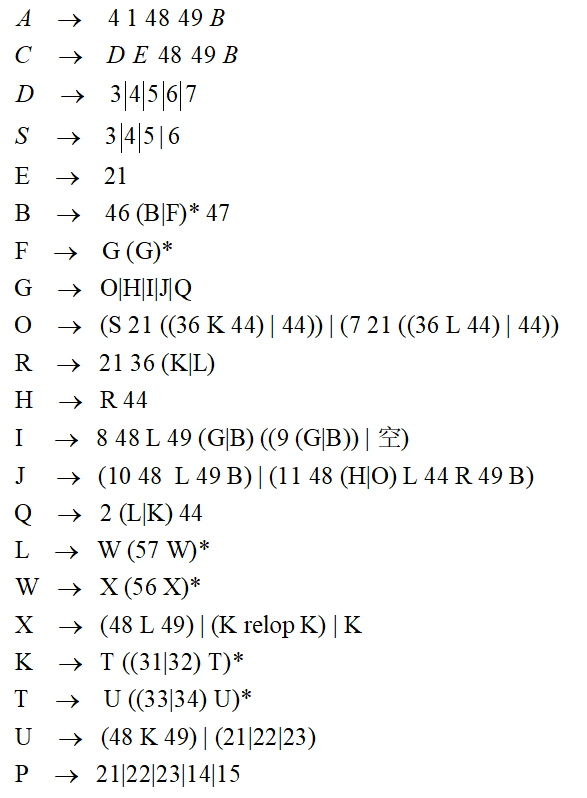 A → 4 1 48 49 B
C → D E 48 49 B
D → 3|4|5|6|7
S → 3|4|5 | 6
E → 21
B → 46 (B|F)* 47
F → G (G)*
G → O|H|I|J|Q
O → (S 21 ((36 K 44) | 44)) | (7 21 ((36 L 44) | 44))
R → 21 36 (K|L)
H → R 44
I → 8 48 L 49 (G|B) ((9 (G|B)) | 空)
J → (10 48 L 49 B) | (11 48 (H|O) L 44 R 49 B)
Q → 2 (L|K) 44
L → W (57 W)*
W → X (56 X)*
X → (48 L 49) | (K relop K) | K
K → T ((31|32) T)*
T → U ((33|34) U)*
U → (48 K 49) | (21|22|23)
P → 21|22|23|14|15